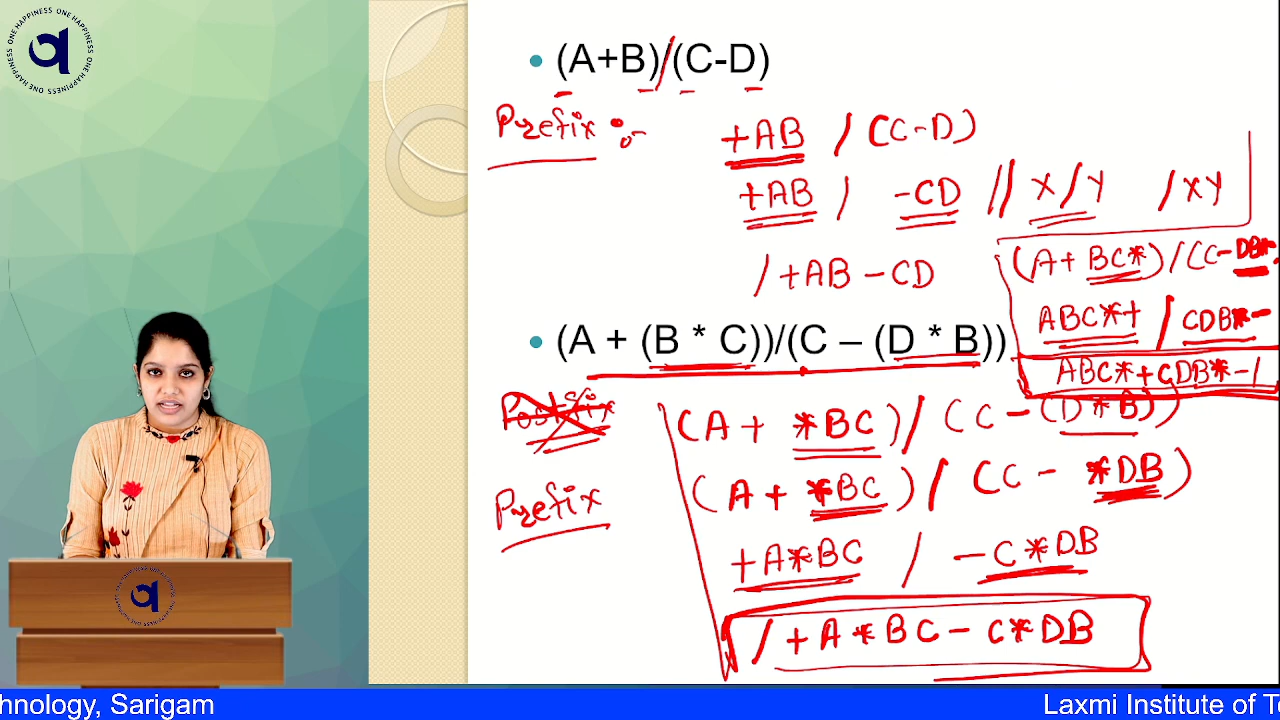 ONE HAPPINESS ONE HAPPINESS ONE HAPPINESS
• (A+B)/(C-D)
Prefix :-
+AB / (C-D)
+AB / -CD // X/Y /XY
/+AB-CD
(A+BC*)/(C-DB*
ABC*+ / CDB*-
ABC*+CDB*-/
• (A + (B * C))/(C – (D * B))
Postfix
(A+ *BC)/(C-(D*B))
Prefix
(A+ *BC)/(C- *DB)
+A*BC / -C*DB
/+A*BC-C*DB
hnology, Sarigam
Laxmi Institute of Te